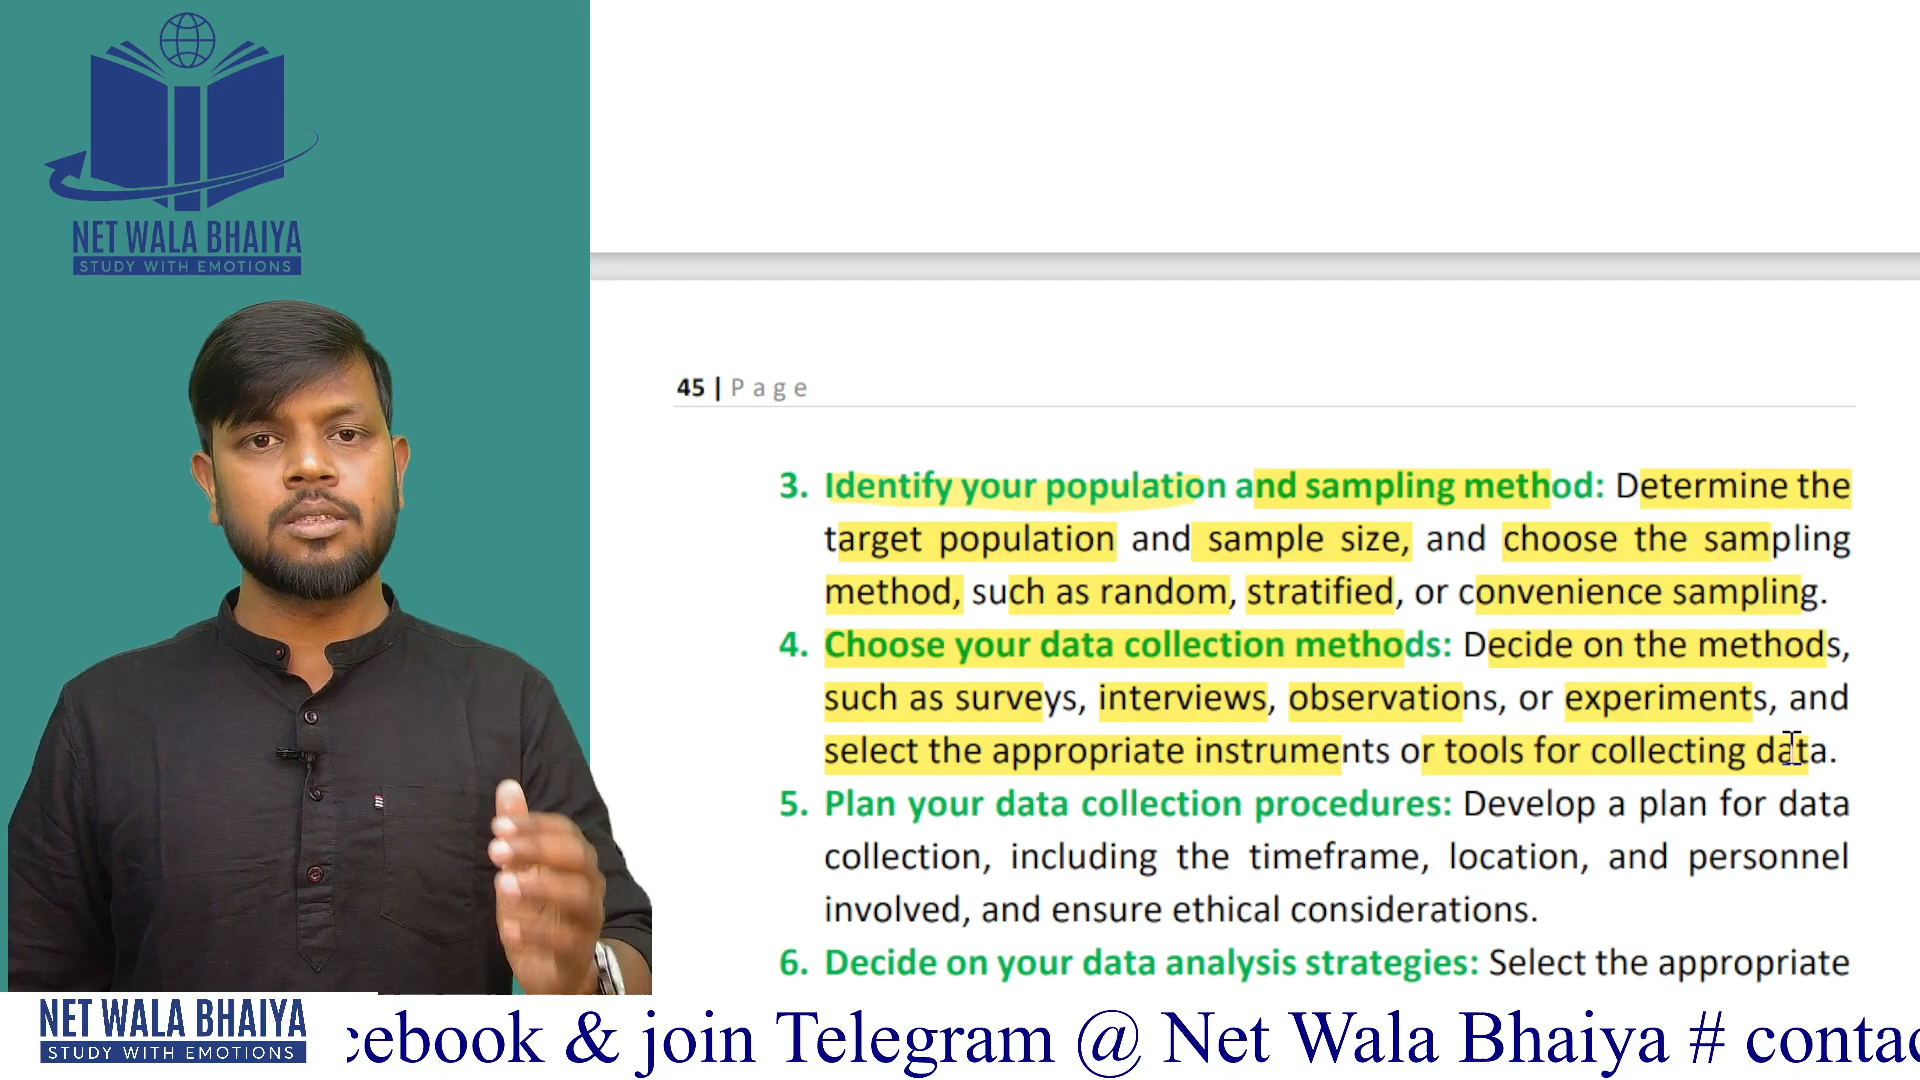 NET WALA BHAIYA
STUDY WITH EMOTIONS
45 | Page
3. Identify your population and sampling method: Determine the
target population and sample size, and choose the sampling
method, such as random, stratified, or convenience sampling.
4. Choose your data collection methods: Decide on the methods,
such as surveys, interviews, observations, or experiments, and
select the appropriate instruments or tools for collecting data.
5. Plan your data collection procedures: Develop a plan for data
collection, including the timeframe, location, and personnel
involved, and ensure ethical considerations.
6. Decide on your data analysis strategies: Select the appropriate
NET WALA BHAIYA
STUDY WITH EMOTIONS
cebook & join Telegram @ Net Wala Bhaiya # contac